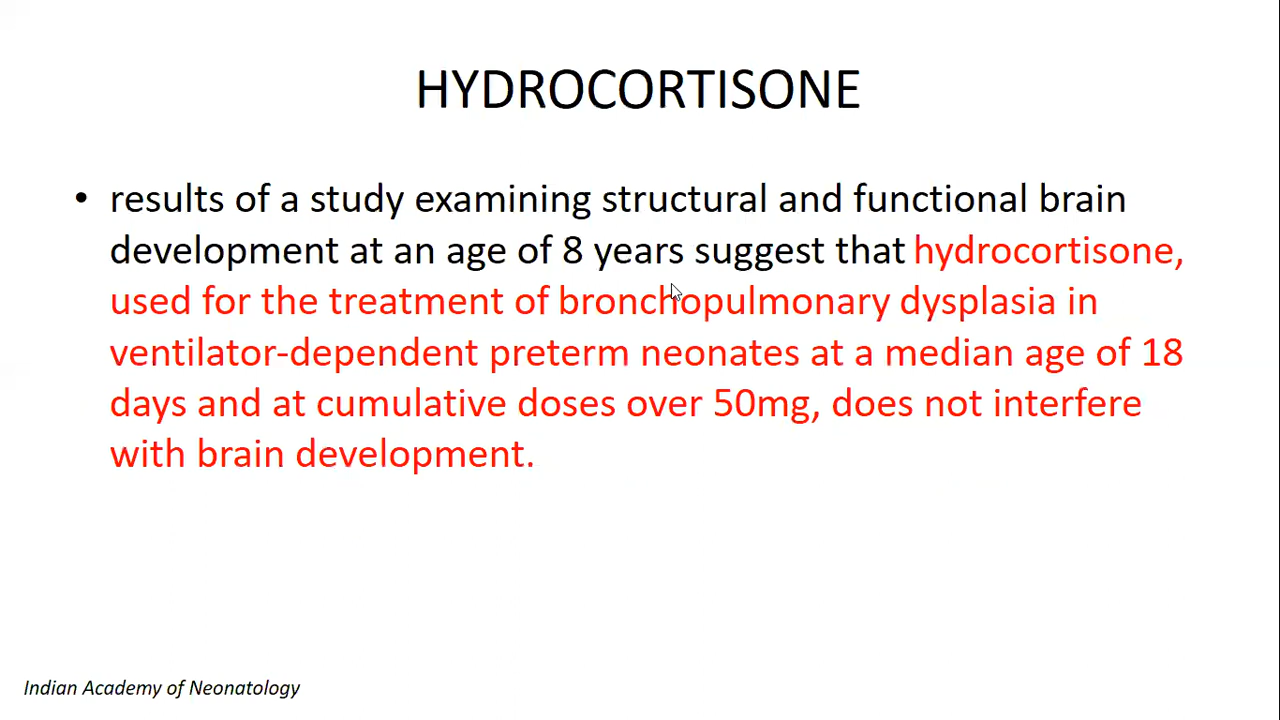 HYDROCORTISONE
• results of a study examining structural and functional brain
development at an age of 8 years suggest that hydrocortisone,
used for the treatment of bronchopulmonary dysplasia in
ventilator-dependent preterm neonates at a median age of 18
days and at cumulative doses over 50mg, does not interfere
with brain development.
Indian Academy of Neonatology